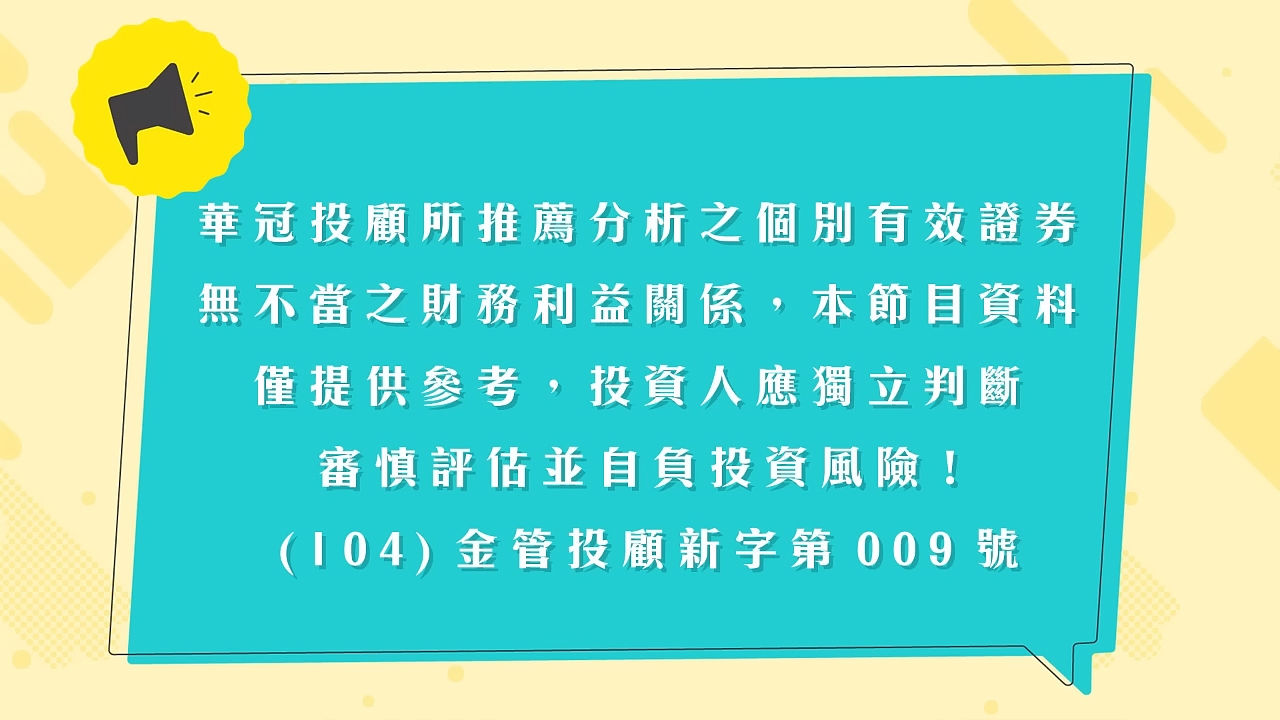 華冠投顧所推薦分析之個別有效證券
無不當之財務利益關係，本節目資料
僅提供參考，投資人應獨立判斷
審慎評估並自負投資風險！
(104) 金管投顧新字第 009 號